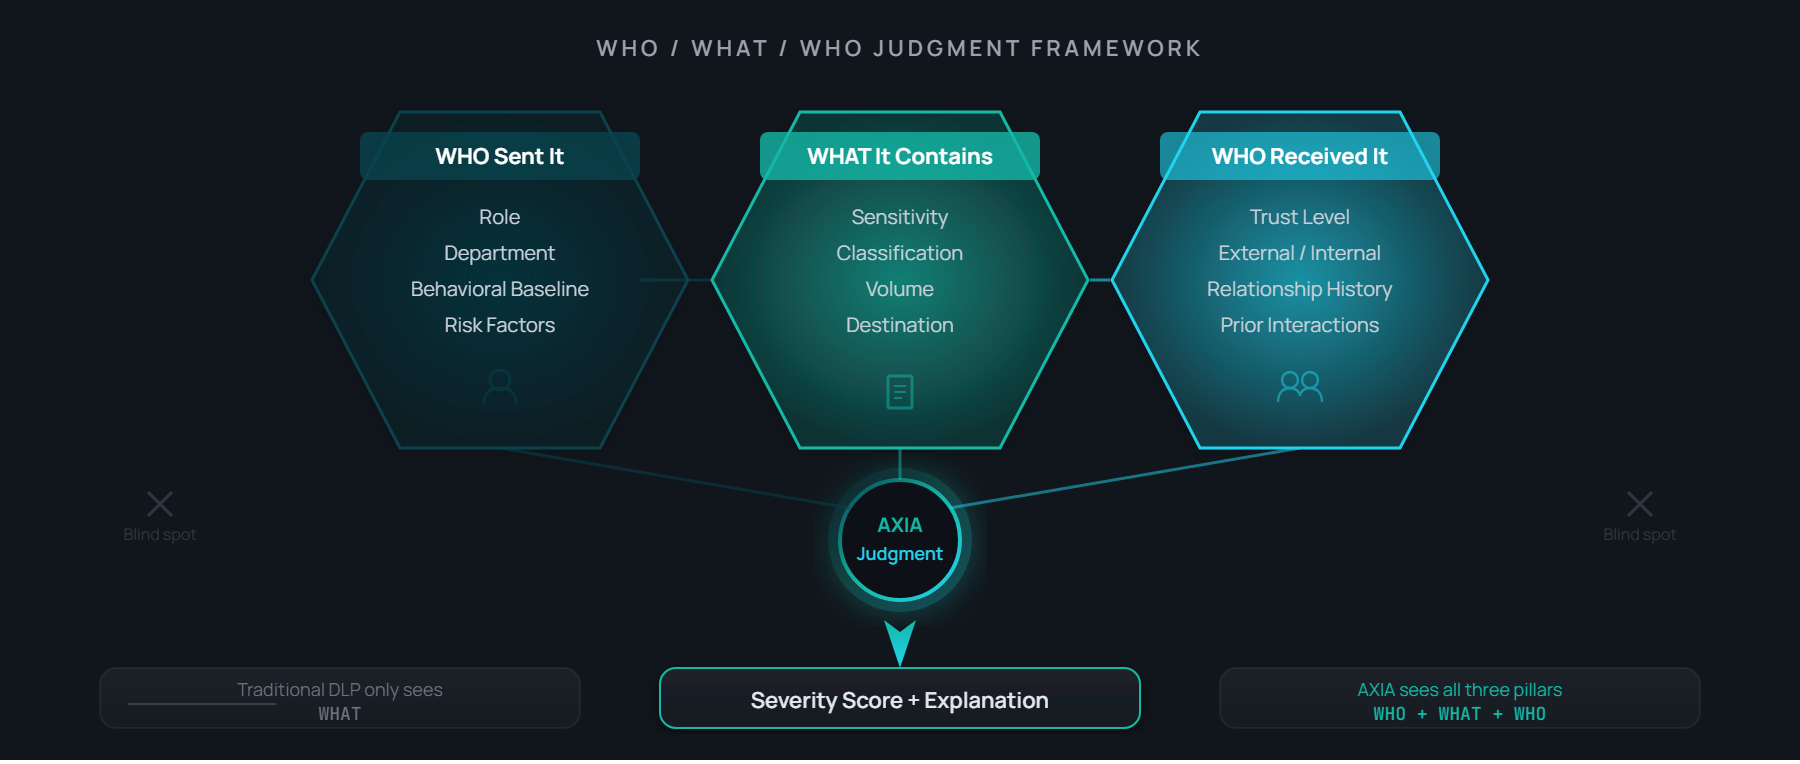 WHO / WHAT / WHO JUDGMENT FRAMEWORK
WHO Sent It
Role
Department
Behavioral Baseline
Risk Factors
WHAT It Contains
Sensitivity
Classification
Volume
Destination
WHO Received It
Trust Level
External / Internal
Relationship History
Prior Interactions
Blind spot
AXIA
Judgment
Blind spot
Traditional DLP only sees
WHAT
Severity Score + Explanation
AXIA sees all three pillars
WHO + WHAT + WHO